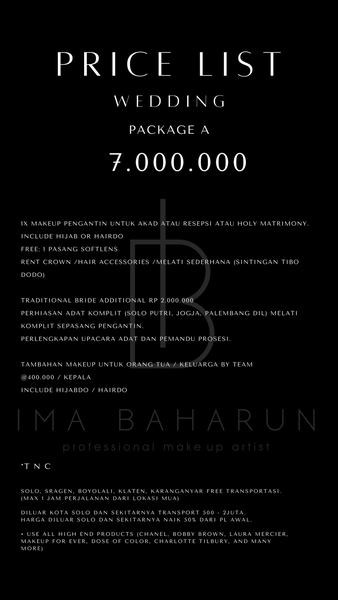 PRICE LIST
WEDDING
PACKAGE A
7.000.000
1X MAKEUP PENGANTIN UNTUK AKAD ATAU RESEPSI ATAU HOLY MATRIMONY.
INCLUDE HIJAB OR HAIRDO
FREE; 1 PASANG SOFTLENS
RENT CROWN /HAIR ACCESSORIES /MELATI SEDERHANA (SINTINGAN TIBO
DODO)
TRADITIONAL BRIDE ADDITIONAL RP 2.000.000
PERHIASAN ADAT KOMPLIT (SOLO PUTRI, JOGJA, PALEMBANG DLL) MELATI
KOMPLIT SEPASANG PENGANTIN.
PERLENGKAPAN UPACARA ADAT DAN PEMANDU PROSESI.
TAMBAHAN MAKEUP UNTUK ORANG TUA / KELUARGA BY TEAM
@400.000 / KEPALA
INCLUDE HIJABDO / HAIRDO
IMA BAHARUN
professional makeup artist
*TNC
SOLO, SRAGEN, BOYOLALI, KLATEN, KARANGANYAR FREE TRANSPORTASI.
(MAX 1 JAM PERJALANAN DARI LOKASI MUA)
DILUAR KOTA SOLO DAN SEKITARNYA TRANSPORT 500 - 2JUTA.
HARGA DILUAR SOLO DAN SEKITARNYA NAIK 50% DARI PL AWAL.
• USE ALL HIGH END PRODUCTS (CHANEL, BOBBY BROWN, LAURA MERCIER,
MAKEUP FOR EVER, DOSE OF COLOR, CHARLOTTE TILBURY, AND MANY
MORE)